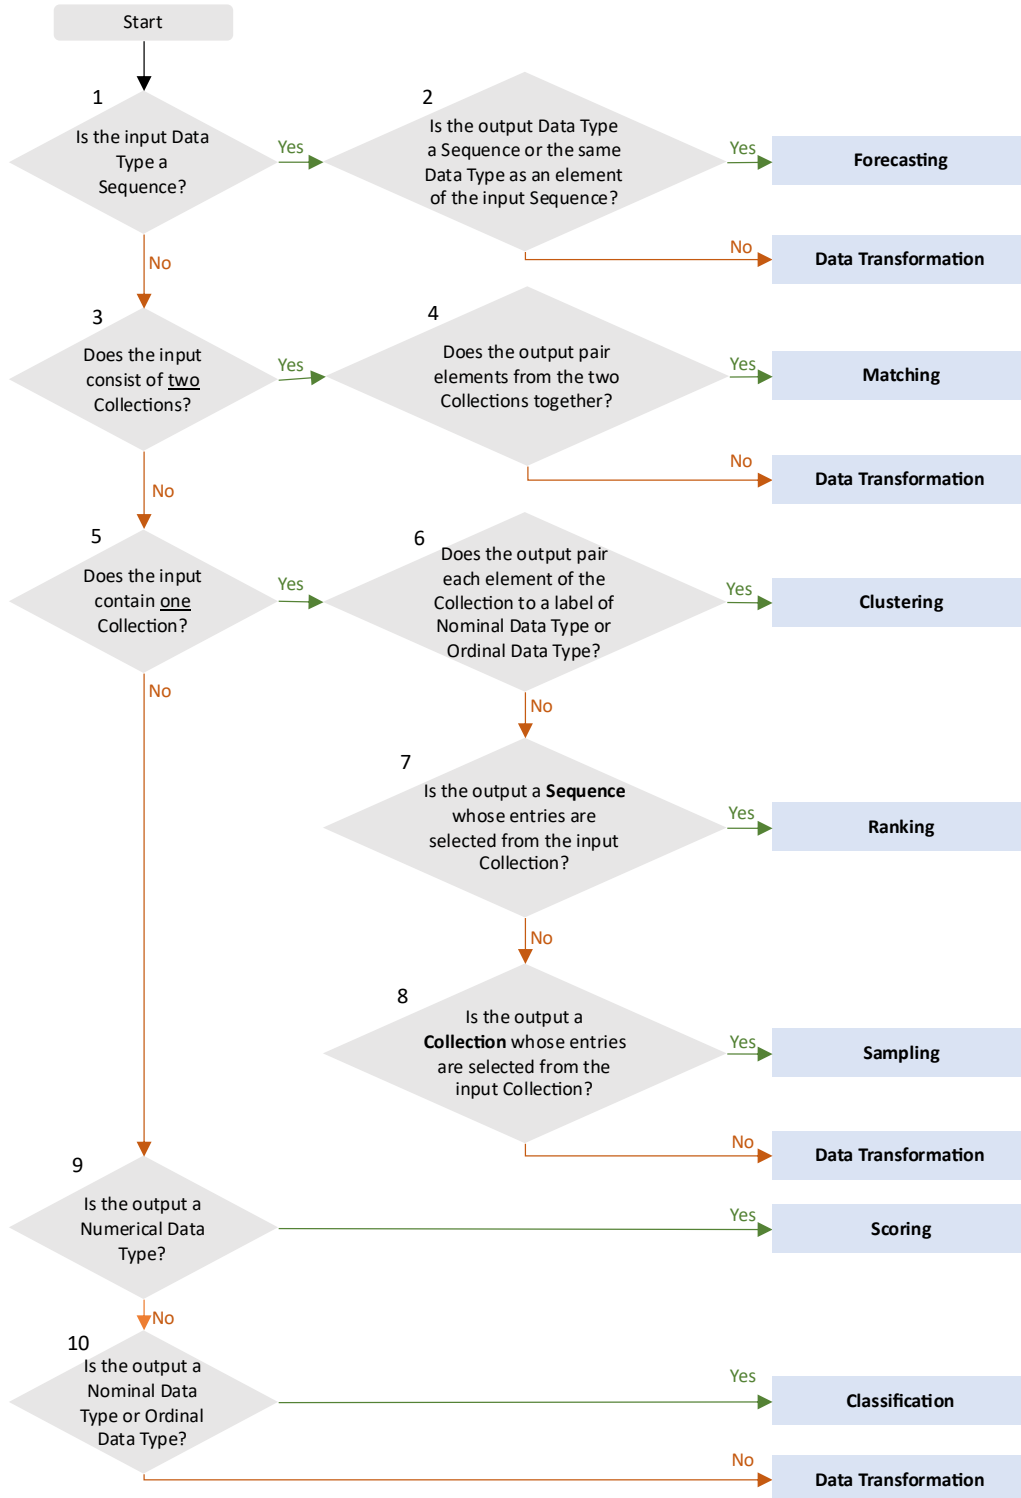 Start
1
Is the input Data
Type a
Sequence?
Yes
2
Is the output Data Type
a Sequence or the same
Data Type as an element
of the input Sequence?
Yes
Forecasting
No
Data Transformation
No
3
Does the input
consist of two
Collections?
Yes
4
Does the output pair
elements from the two
Collections together?
Yes
Matching
No
Data Transformation
No
5
Does the input
contain one
Collection?
Yes
6
Does the output pair
each element of the
Collection to a label of
Nominal Data Type or
Ordinal Data Type?
Yes
Clustering
No
No
7
Is the output a Sequence
whose entries are
selected from the input
Collection?
Yes
Ranking
No
8
Is the output a
Collection whose entries
are selected from the
input Collection?
Yes
Sampling
No
Data Transformation
9
Is the output a
Numerical Data
Type?
Yes
Scoring
No
10
Is the output a
Nominal Data
Type or Ordinal
Data Type?
Yes
Classification
No
Data Transformation